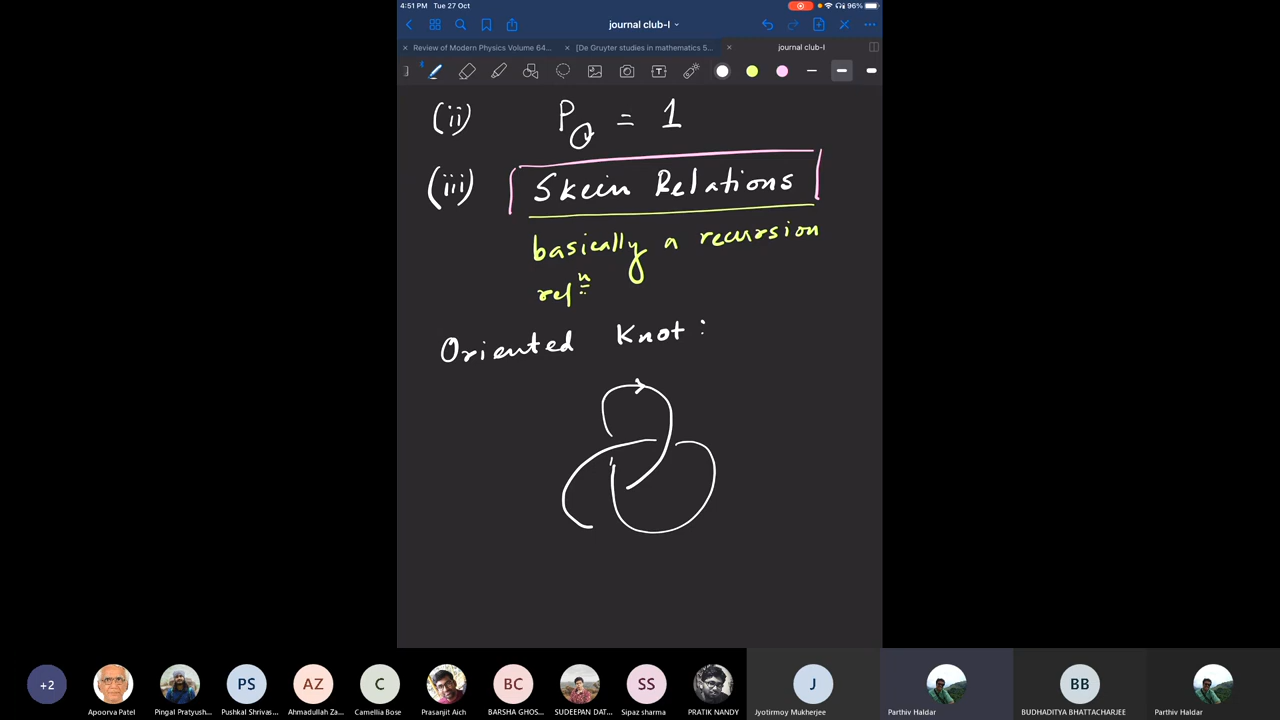 4:51 PM Tue 27 Oct
96%
journal club-I
Review of Modern Physics Volume 64...
[De Gruyter studies in mathematics 5...
journal club-I
(ii) P = 1
(iii) Skein Relations
basically a recursion
relⁿ
Oriented Knot:
+2
PS
AZ
C
BC
SS
J
BB
Apoorva Patel
Pingal Pratyush...
Pushkal Shrivas...
Ahmadullah Za...
Camellia Bose
Prasanjit Aich
BARSHA GHOS...
SUDEEPAN DAT...
Sipaz sharma
PRATIK NANDY
Jyotirmoy Mukherjee
Parthiv Haldar
BUDHADITYA BHATTACHARJEE
Parthiv Haldar